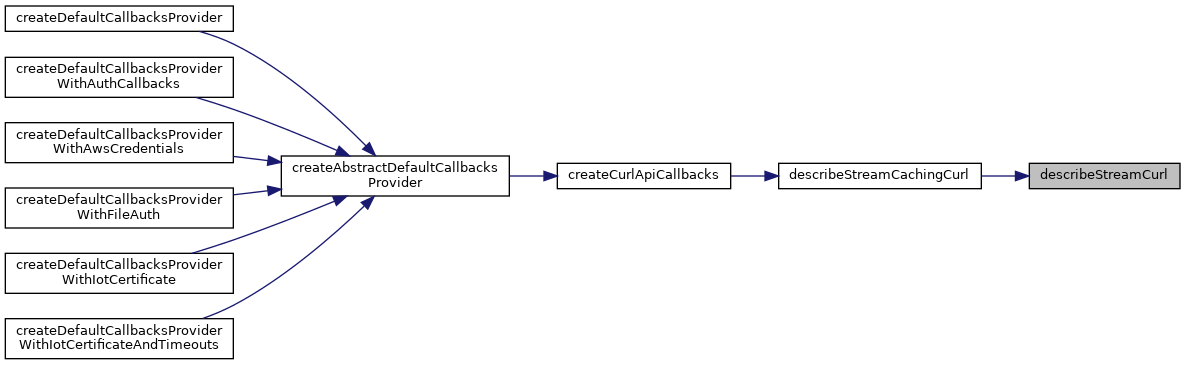 createDefaultCallbacksProvider
createDefaultCallbacksProvider
WithAuthCallbacks
createDefaultCallbacksProvider
WithAwsCredentials
createDefaultCallbacksProvider
WithFileAuth
createDefaultCallbacksProvider
WithIotCertificate
createDefaultCallbacksProvider
WithIotCertificateAndTimeouts
createAbstractDefaultCallbacks
Provider
createCurlApiCallbacks
describeStreamCachingCurl
describeStreamCurl